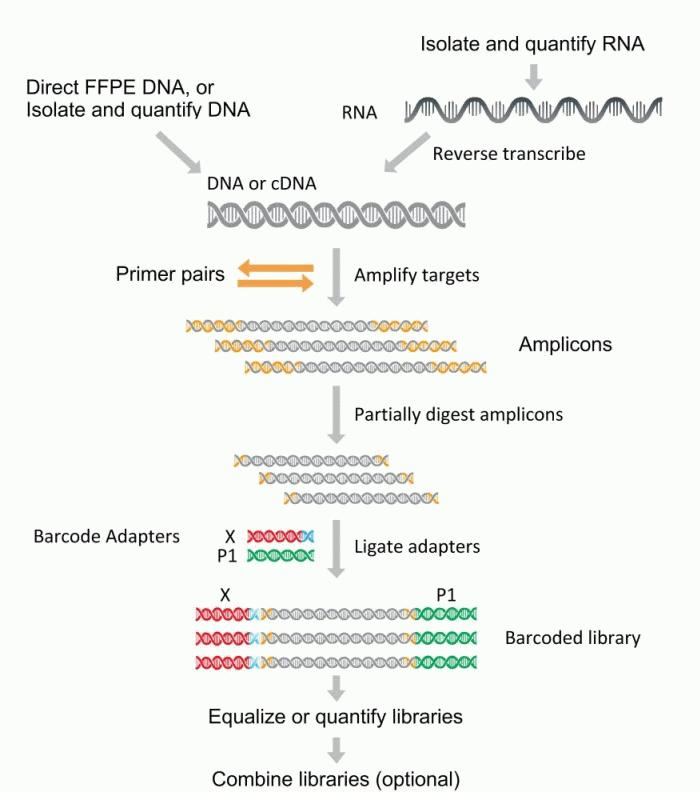 Isolate and quantify RNA
Direct FFPE DNA, or
Isolate and quantify DNA
RNA
Reverse transcribe
DNA or cDNA
Primer pairs
Amplify targets
Amplicons
Partially digest amplicons
Barcode Adapters
X
P1
Ligate adapters
X
P1
Barcoded library
Equalize or quantify libraries
Combine libraries (optional)